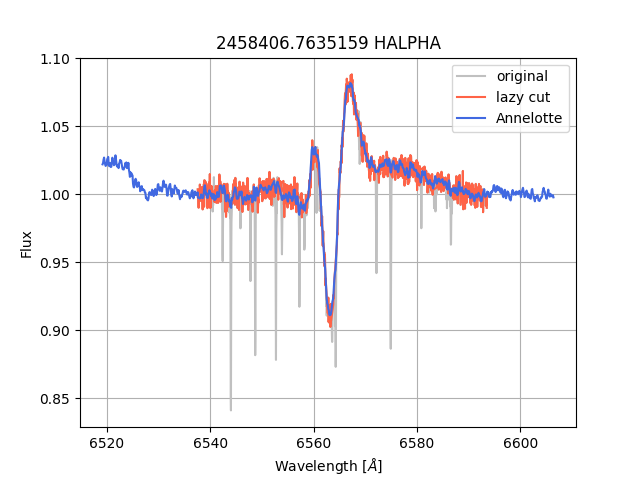 2458406.7635159 HALPHA
original
lazy cut
Annelotte
Flux
1.10
1.05
1.00
0.95
0.90
0.85
6520 6540 6560 6580 6600
Wavelength [Å]